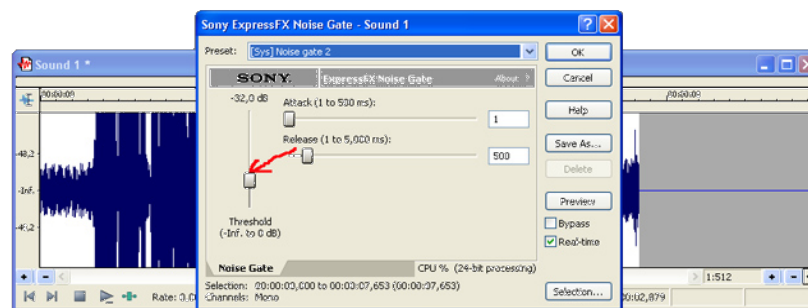 Sony ExpressFX Noise Gate - Sound 1
Preset: [Sys] Noise gate 2
OK
Sound 1 *
SONY. ExpressFX Noise Gate About ?
Cancel
-32,0 dB
Attack (1 to 500 ms):
1
Help
Release (1 to 5,000 ms):
500
Save As...
Delete
-Inf.
Preview
Threshold
(-Inf. to 0 dB)
Bypass
Real-time
Noise Gate
CPU % (24-bit processing)
1:512
Selection: 00:00:00,000 to 00:00:07,653 (00:00:07,653)
Channels: Mono
Selection...
Rate: